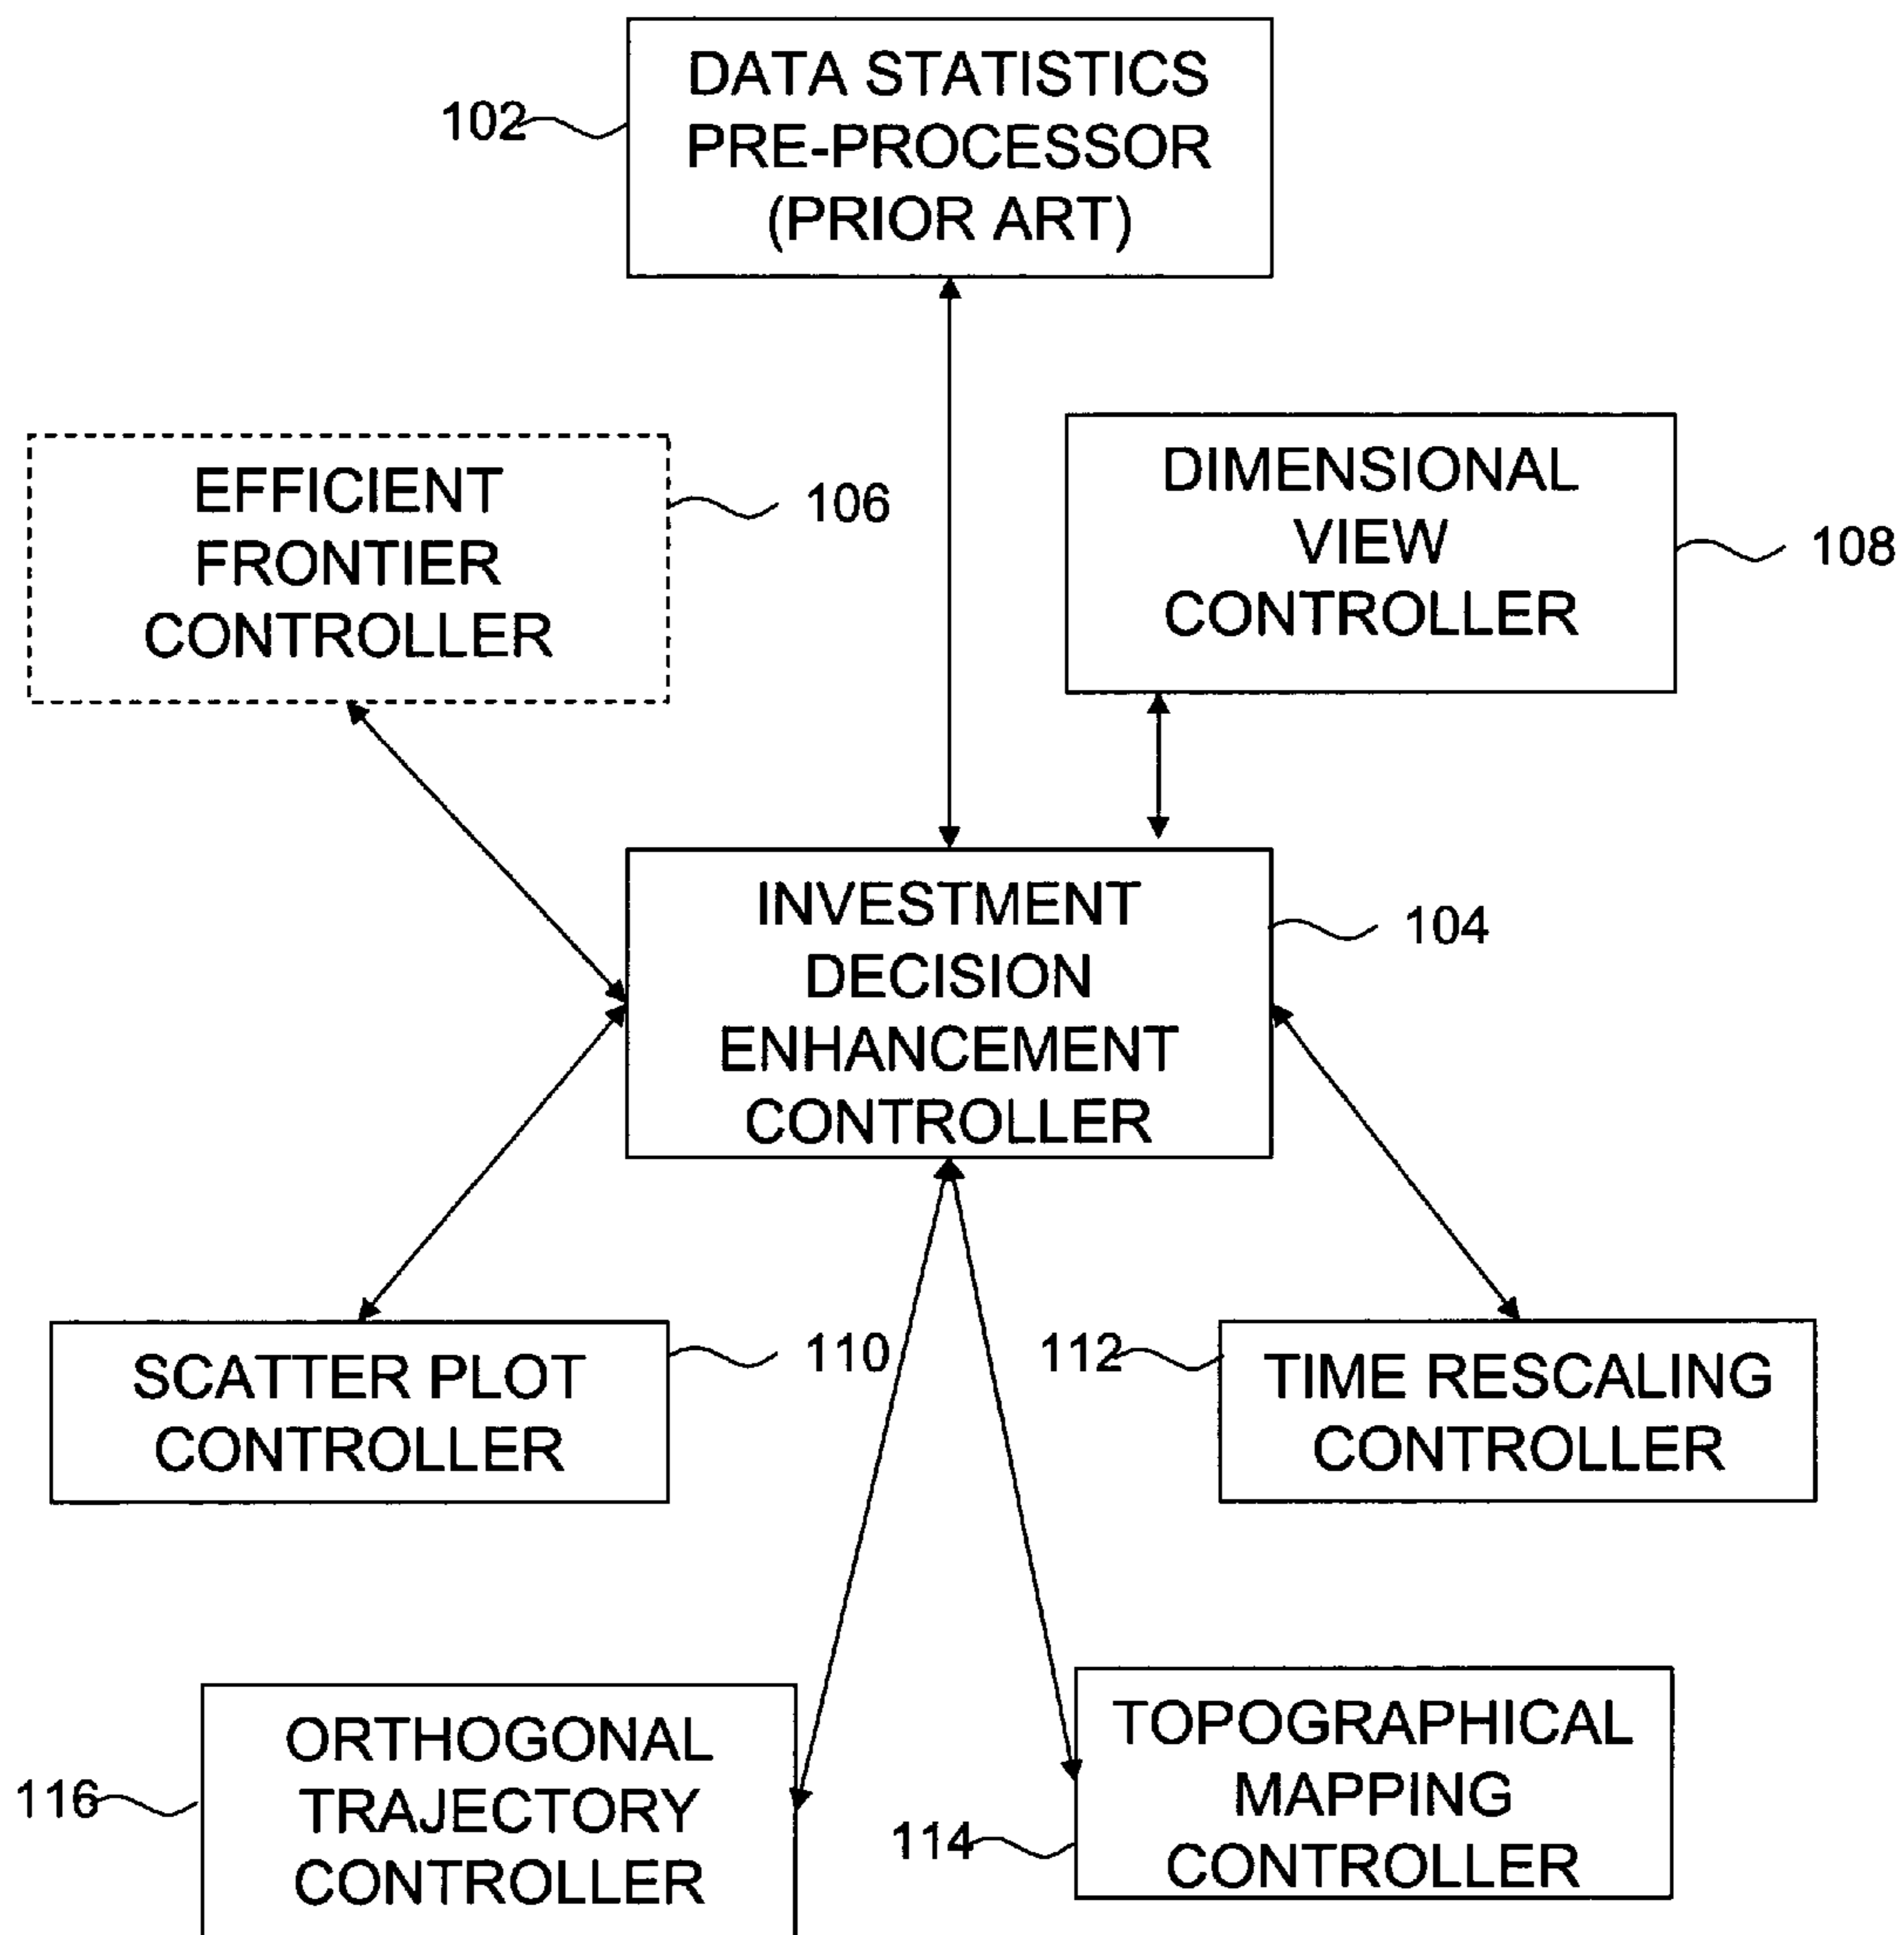 DATA STATISTICS
PRE-PROCESSOR
(PRIOR ART)
102
EFFICIENT
FRONTIER
CONTROLLER
106
DIMENSIONAL
VIEW
CONTROLLER
108
INVESTMENT
DECISION
ENHANCEMENT
CONTROLLER
104
SCATTER PLOT
CONTROLLER
110
112
TIME RESCALING
CONTROLLER
ORTHOGONAL
TRAJECTORY
CONTROLLER
116
TOPOGRAPHICAL
MAPPING
CONTROLLER
114